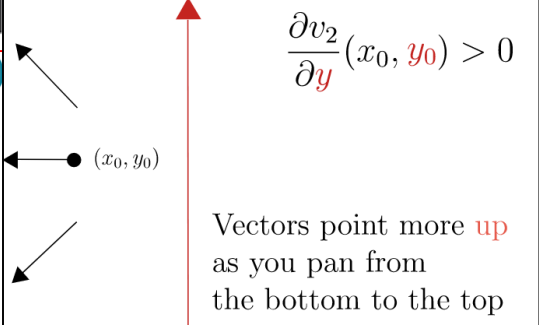 ∂v₂/∂y (x₀, y₀) > 0
(x₀, y₀)
Vectors point more up
as you pan from
the bottom to the top